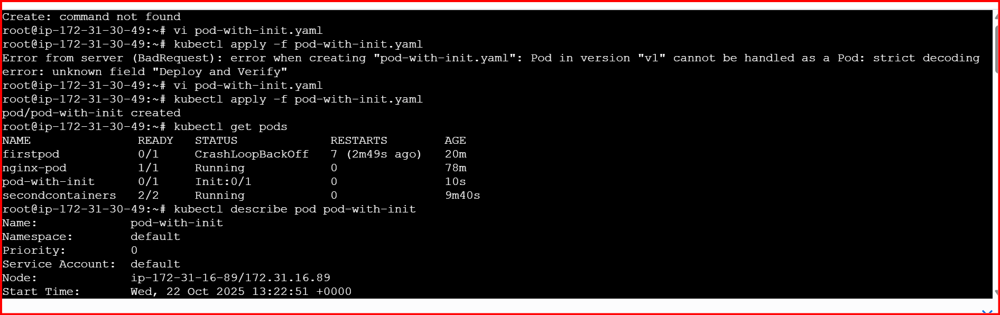 Create: command not found
root@ip-172-31-30-49:~# vi pod-with-init.yaml
root@ip-172-31-30-49:~# kubectl apply -f pod-with-init.yaml
Error from server (BadRequest): error when creating "pod-with-init.yaml": Pod in version "v1" cannot be handled as a Pod: strict decoding
error: unknown field "Deploy and Verify"
root@ip-172-31-30-49:~# vi pod-with-init.yaml
root@ip-172-31-30-49:~# kubectl apply -f pod-with-init.yaml
pod/pod-with-init created
root@ip-172-31-30-49:~# kubectl get pods
NAME               READY   STATUS             RESTARTS        AGE
firstpod           0/1     CrashLoopBackOff   7 (2m49s ago)   20m
nginx-pod          1/1     Running            0               78m
pod-with-init      0/1     Init:0/1           0               10s
secondcontainers   2/2     Running            0               9m40s
root@ip-172-31-30-49:~# kubectl describe pod pod-with-init
Name:             pod-with-init
Namespace:        default
Priority:         0
Service Account:  default
Node:             ip-172-31-16-89/172.31.16.89
Start Time:       Wed, 22 Oct 2025 13:22:51 +0000